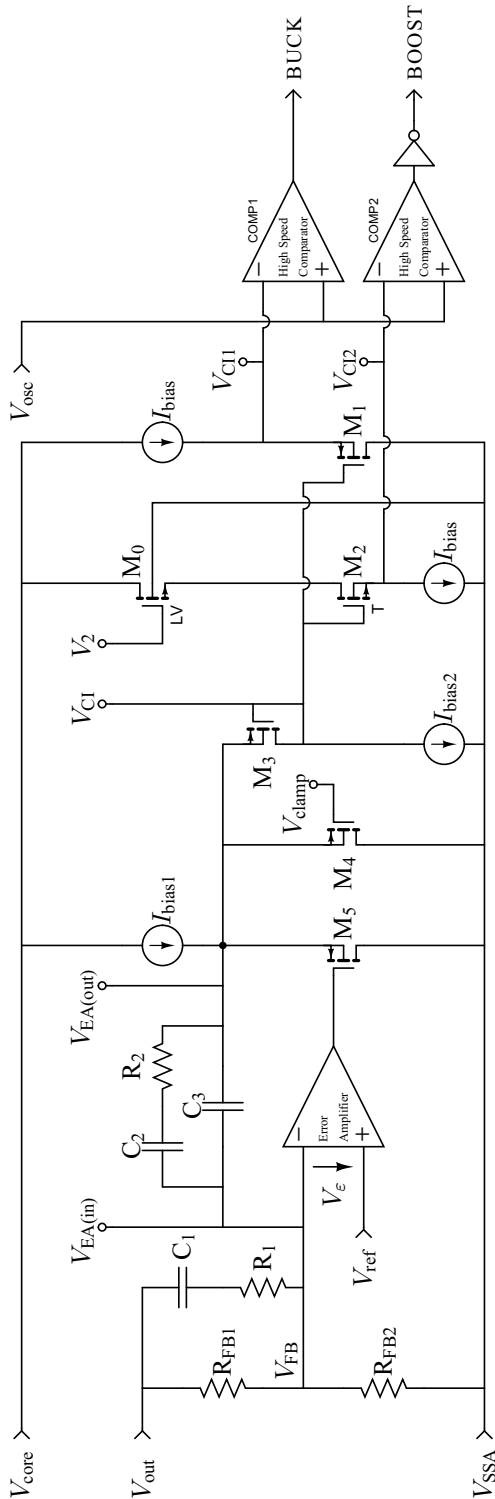 V_core
V_out
V_SSA
R_FB1
V_FB
R_FB2
C_1
R_1
V_EA(in)
C_2
R_2
C_3
V_EA(out)
V_ref
V_ε
−
Error
Amplifier
+
I_bias1
M_5
M_4
V_clamp
M_3
V_CI
I_bias2
V_2
M_0
LV
M_2
T
I_bias
I_bias
M_1
V_osc
V_CI1
V_CI2
COMP1
−
High Speed
Comparator
+
BUCK
COMP2
−
High Speed
Comparator
+
BOOST